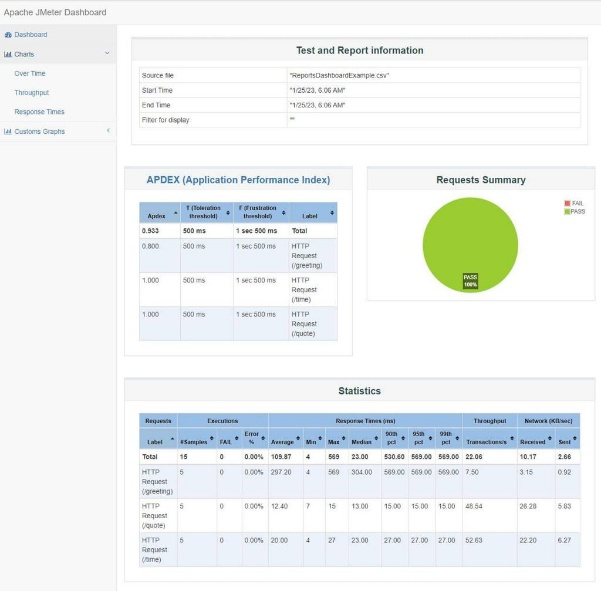 Apache JMeter Dashboard
Dashboard
Charts
Over Time
Throughput
Response Times
Customs Graphs
Test and Report information
Source file "ReportsDashboardExample.csv"
Start Time "1/25/23, 6:06 AM"
End Time "1/25/23, 6:06 AM"
Filter for display ""
APDEX (Application Performance Index)
Apdex T (Toleration threshold) F (Frustration threshold) Label
0.933 500 ms 1 sec 500 ms Total
0.800 500 ms 1 sec 500 ms HTTP
Request
(/greeting)
1.000 500 ms 1 sec 500 ms HTTP
Request
(/time)
1.000 500 ms 1 sec 500 ms HTTP
Request
(/quote)
Requests Summary
FAIL
PASS
PASS
100%
Statistics
Requests Executions Response Times (ms) Throughput Network (KB/sec)
Label #Samples FAIL Error % Average Min Max Median 90th pct 95th pct 99th pct Transactions/s Received Sent
Total 15 0 0.00% 109.87 4 569 23.00 530.60 569.00 569.00 22.06 10.17 2.66
HTTP 5 0 0.00% 297.20 4 569 304.00 569.00 569.00 569.00 7.50 3.15 0.92
Request
(/greeting)
HTTP 5 0 0.00% 12.40 7 15 13.00 15.00 15.00 15.00 48.54 26.28 5.63
Request
(/quote)
HTTP 5 0 0.00% 20.00 4 27 23.00 27.00 27.00 27.00 52.63 22.20 6.27
Request
(/time)